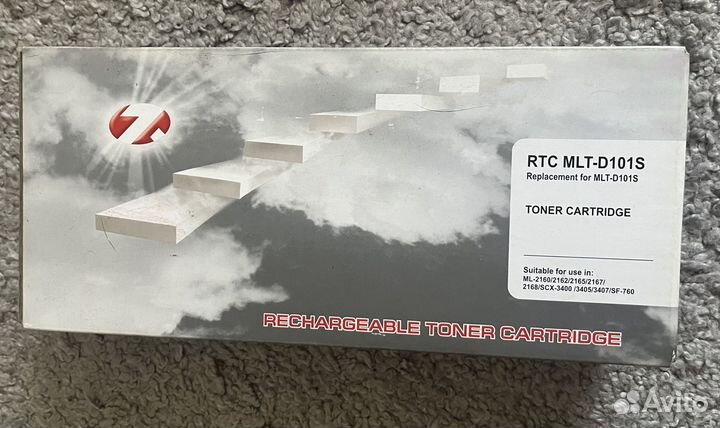 RTC MLT-D101S
Replacement for MLT-D101S
TONER CARTRIDGE
Suitable for use in:
ML-2160/2162/2165/2167/
2168/SCX-3400 /3405/3407/SF-760
RECHARGEABLE TONER CARTRIDGE
Avito